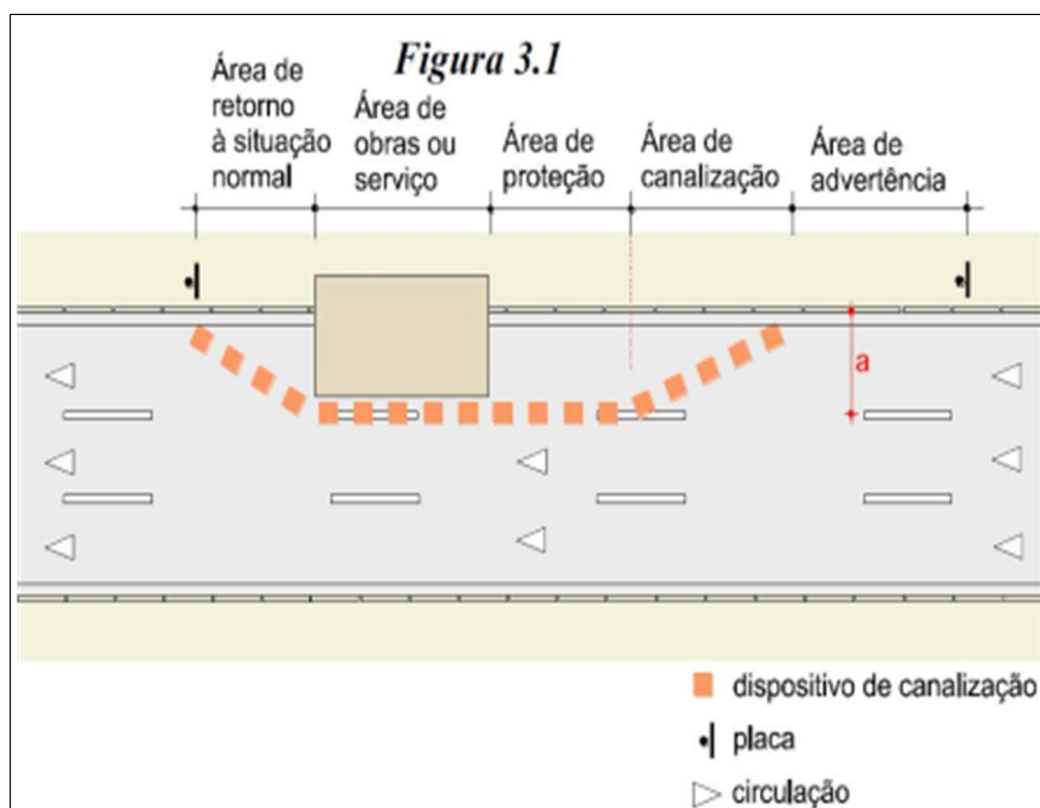 Figura 3.1
Área de
retorno
à situação
normal
Área de
obras ou
serviço
Área de
proteção
Área de
canalização
Área de
advertência
a
dispositivo de canalização
placa
circulação